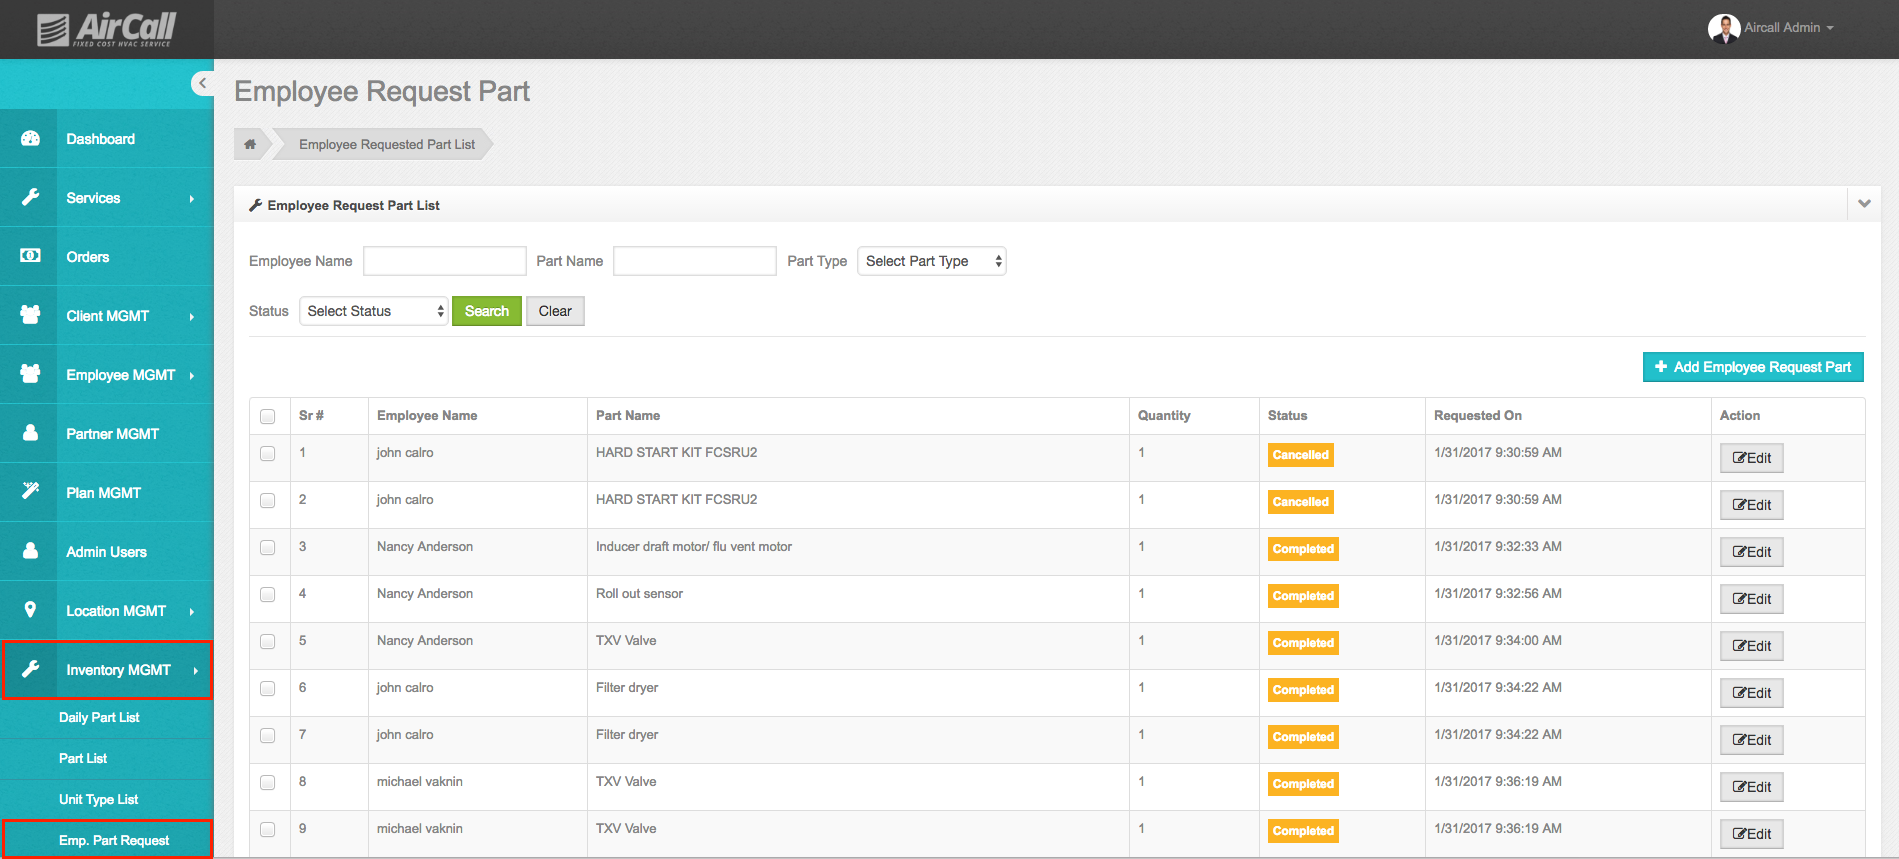 AirCall
FIXED COST HVAC SERVICE
Aircall Admin
Employee Request Part
Employee Requested Part List
Dashboard
Services
Orders
Client MGMT
Employee MGMT
Partner MGMT
Plan MGMT
Admin Users
Location MGMT
Inventory MGMT
Daily Part List
Part List
Unit Type List
Emp. Part Request
Employee Request Part List
Employee Name Part Name Part Type Select Part Type
Status Select Status Search Clear
+ Add Employee Request Part
Sr # Employee Name Part Name Quantity Status Requested On Action
1 john calro HARD START KIT FCSRU2 1 Cancelled 1/31/2017 9:30:59 AM Edit
2 john calro HARD START KIT FCSRU2 1 Cancelled 1/31/2017 9:30:59 AM Edit
3 Nancy Anderson Inducer draft motor/ flu vent motor 1 Completed 1/31/2017 9:32:33 AM Edit
4 Nancy Anderson Roll out sensor 1 Completed 1/31/2017 9:32:56 AM Edit
5 Nancy Anderson TXV Valve 1 Completed 1/31/2017 9:34:00 AM Edit
6 john calro Filter dryer 1 Completed 1/31/2017 9:34:22 AM Edit
7 john calro Filter dryer 1 Completed 1/31/2017 9:34:22 AM Edit
8 michael vaknin TXV Valve 1 Completed 1/31/2017 9:36:19 AM Edit
9 michael vaknin TXV Valve 1 Completed 1/31/2017 9:36:19 AM Edit